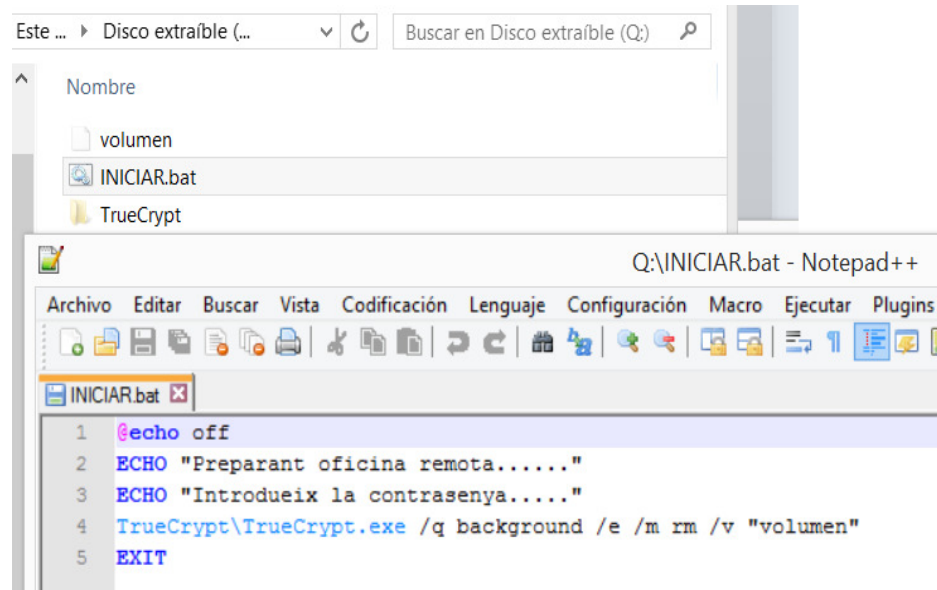 Este ... Disco extraíble (... Buscar en Disco extraíble (Q:)
Nombre
volumen
INICIAR.bat
TrueCrypt
Q:\INICIAR.bat - Notepad++
Archivo Editar Buscar Vista Codificación Lenguaje Configuración Macro Ejecutar Plugins
INICIAR.bat
1 @echo off
2 ECHO "Preparant oficina remota......"
3 ECHO "Introdueix la contrasenya....."
4 TrueCrypt\TrueCrypt.exe /q background /e /m rm /v "volumen"
5 EXIT